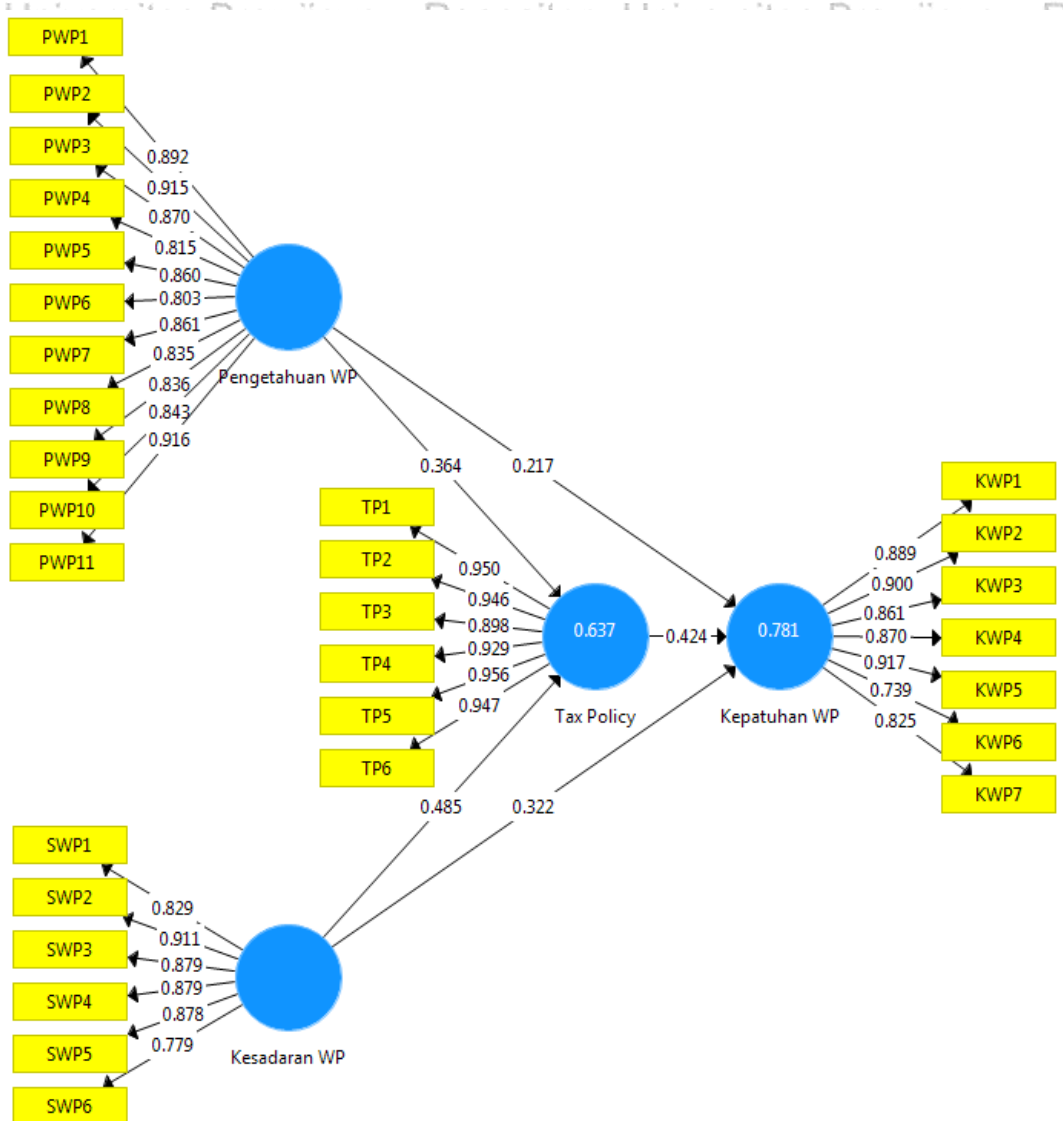 PWP1
PWP2
PWP3
PWP4
PWP5
PWP6
PWP7
PWP8
PWP9
PWP10
PWP11
0.892
0.915
0.870
0.815
0.860
0.803
0.861
0.835
0.836
0.843
0.916
Pengetahuan WP
0.364
0.217
TP1
TP2
TP3
TP4
TP5
TP6
0.950
0.946
0.898
0.929
0.956
0.947
0.637
Tax Policy
0.424
0.781
Kepatuhan WP
0.889
0.900
0.861
0.870
0.917
0.739
0.825
KWP1
KWP2
KWP3
KWP4
KWP5
KWP6
KWP7
0.485
0.322
SWP1
SWP2
SWP3
SWP4
SWP5
SWP6
0.829
0.911
0.879
0.879
0.878
0.779
Kesadaran WP